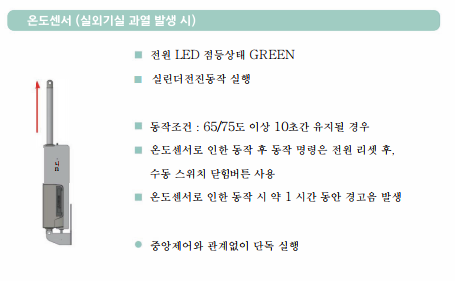 온도센서 (실외기실 과열 발생 시)
전원 LED 점등상태 GREEN
실린더전진동작 실행
동작조건 : 65/75도 이상 10초간 유지될 경우
온도센서로 인한 동작 후 동작 명령은 전원 리셋 후,
수동 스위치 닫힘버튼 사용
온도센서로 인한 동작 시 약 1 시간 동안 경고음 발생
중앙제어와 관계없이 단독 실행